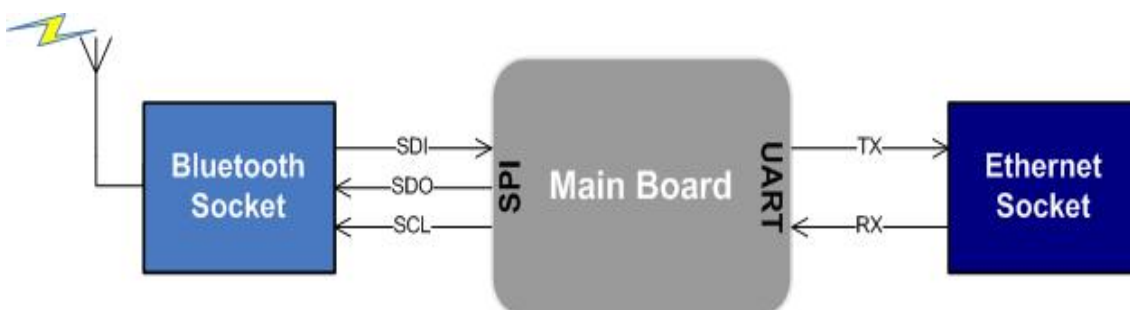 Bluetooth
Socket
SDI
SDO
SCL
SPI
Main Board
UART
TX
RX
Ethernet
Socket